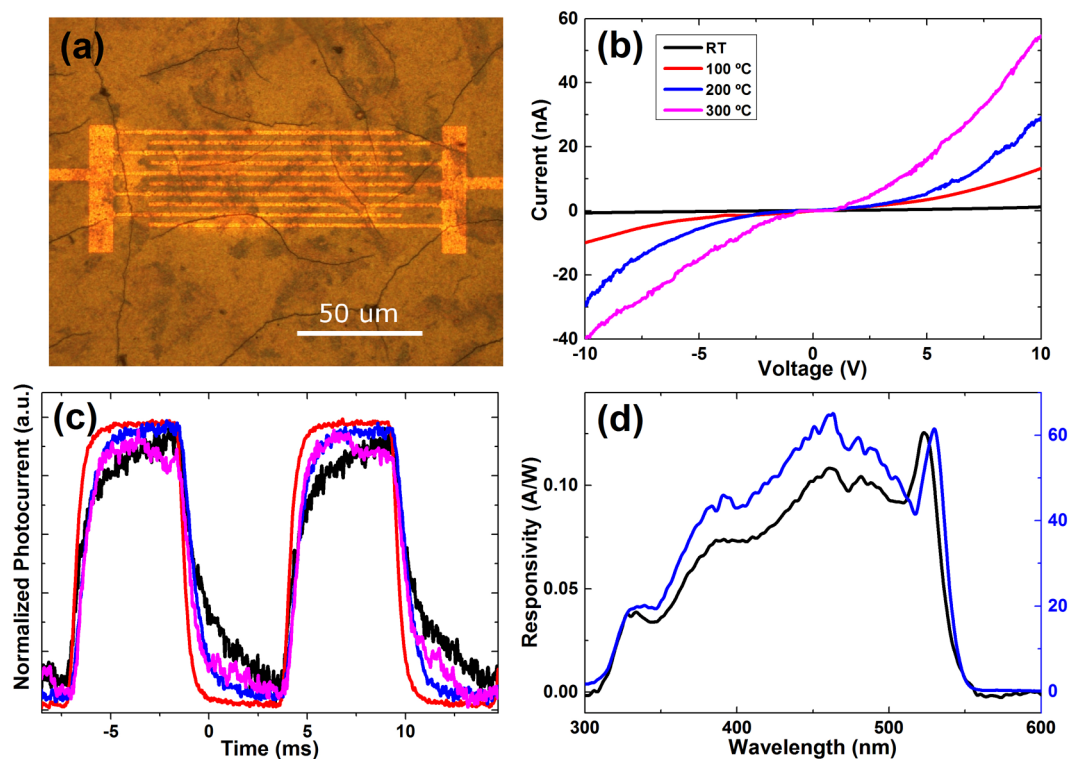 (a)
50 um
(b)
RT
100 ºC
200 ºC
300 ºC
Current (nA)
60
40
20
0
-20
-40
-10
-5
0
5
10
Voltage (V)
(c)
Normalized Photocurrent (a.u.)
-5
0
5
10
Time (ms)
(d)
Responsivity (A/W)
0.10
0.05
0.00
60
40
20
0
300
400
500
600
Wavelength (nm)